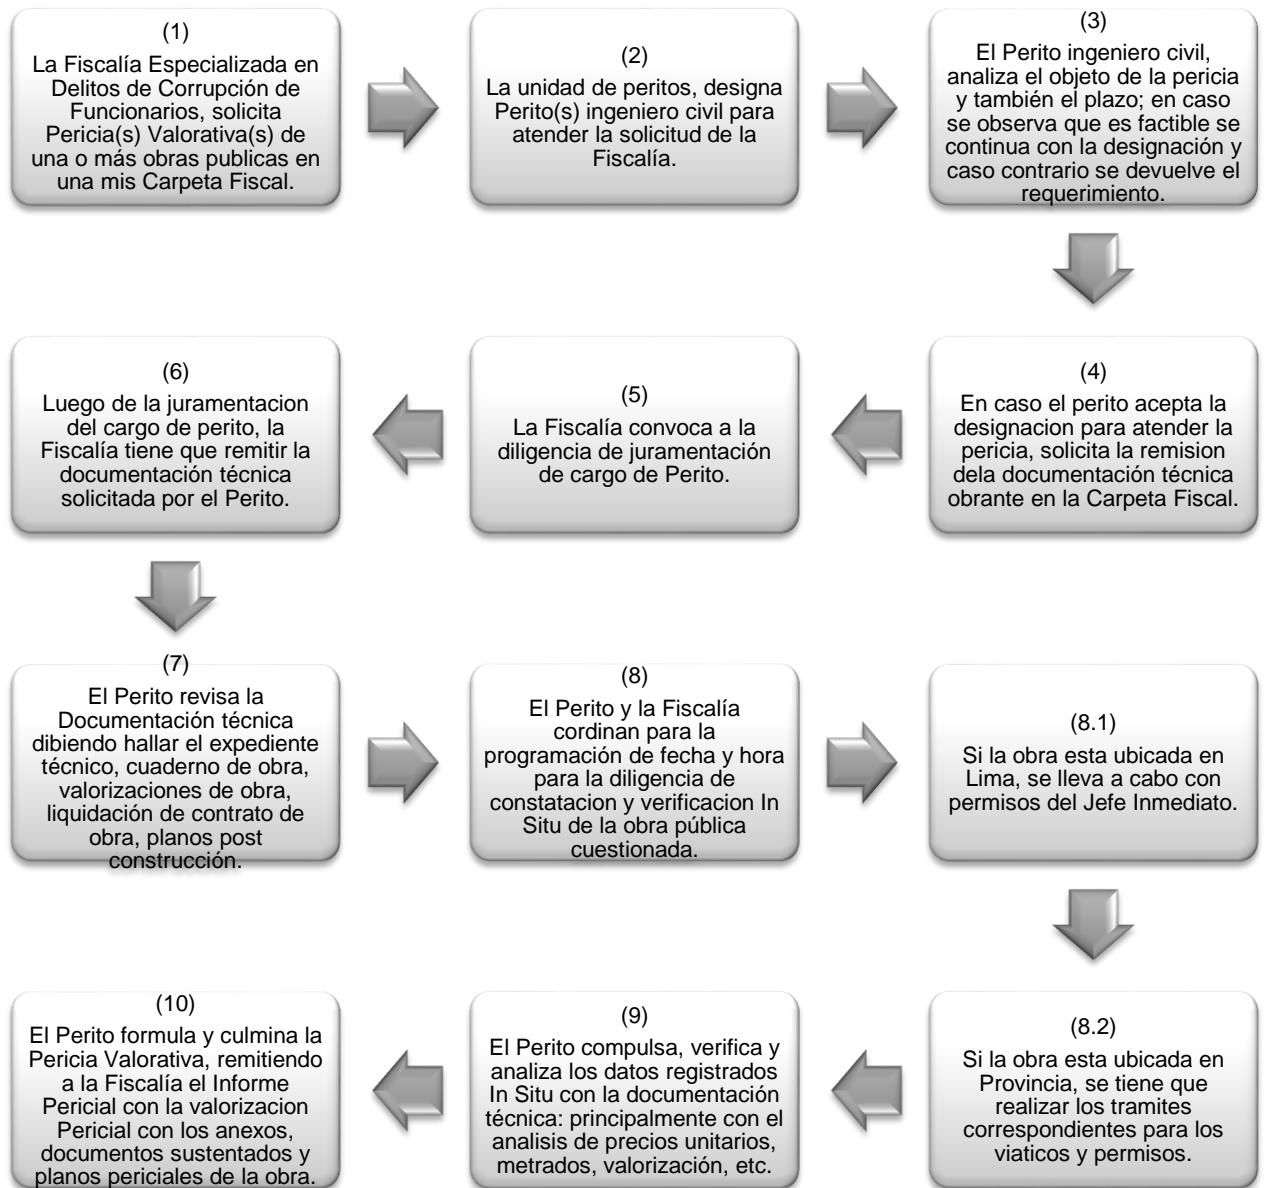 (1)
La Fiscalía Especializada en
Delitos de Corrupción de
Funcionarios, solicita
Pericia(s) Valorativa(s) de
una o más obras publicas en
una mis Carpeta Fiscal.
(2)
La unidad de peritos, designa
Perito(s) ingeniero civil para
atender la solicitud de la
Fiscalía.
(3)
El Perito ingeniero civil,
analiza el objeto de la pericia
y también el plazo; en caso
se observa que es factible se
continua con la designación y
caso contrario se devuelve el
requerimiento.
(4)
En caso el perito acepta la
designacion para atender la
pericia, solicita la remision
dela documentación técnica
obrante en la Carpeta Fiscal.
(5)
La Fiscalía convoca a la
diligencia de juramentación
de cargo de Perito.
(6)
Luego de la juramentacion
del cargo de perito, la
Fiscalía tiene que remitir la
documentación técnica
solicitada por el Perito.
(7)
El Perito revisa la
Documentación técnica
dibiendo hallar el expediente
técnico, cuaderno de obra,
valorizaciones de obra,
liquidación de contrato de
obra, planos post
construcción.
(8)
El Perito y la Fiscalía
cordinan para la
programación de fecha y hora
para la diligencia de
constatacion y verificacion In
Situ de la obra pública
cuestionada.
(8.1)
Si la obra esta ubicada en
Lima, se lleva a cabo con
permisos del Jefe Inmediato.
(8.2)
Si la obra esta ubicada en
Provincia, se tiene que
realizar los tramites
correspondientes para los
viaticos y permisos.
(9)
El Perito compulsa, verifica y
analiza los datos registrados
In Situ con la documentación
técnica: principalmente con el
analisis de precios unitarios,
metrados, valorización, etc.
(10)
El Perito formula y culmina la
Pericia Valorativa, remitiendo
a la Fiscalía el Informe
Pericial con la valorizacion
Pericial con los anexos,
documentos sustentados y
planos periciales de la obra.